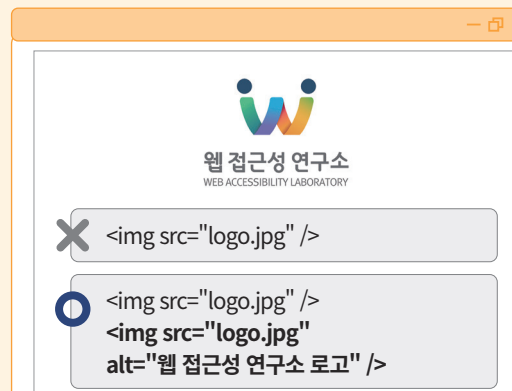 웹 접근성 연구소
WEB ACCESSIBILITY LABORATORY
<img src="logo.jpg" />
<img src="logo.jpg" />
<img src="logo.jpg"
alt="웹 접근성 연구소 로고" />